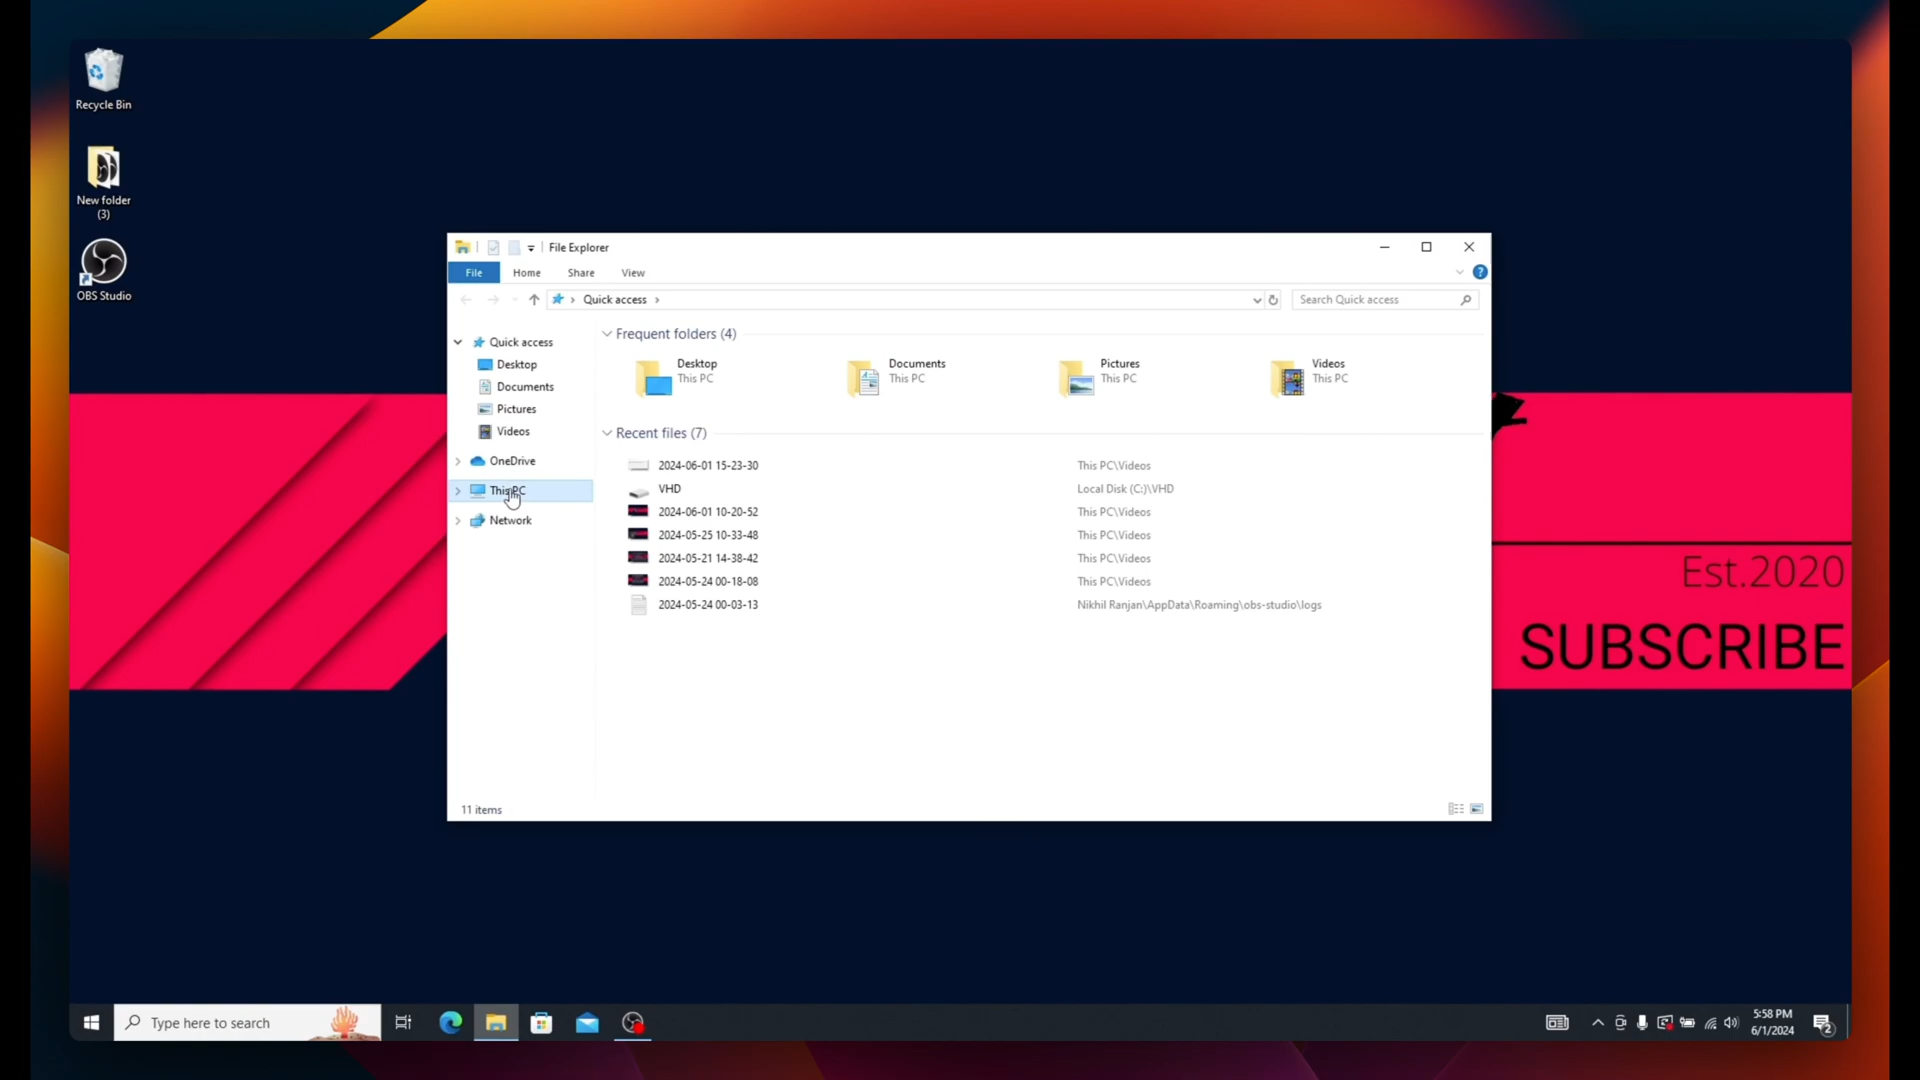 Recycle Bin
New folder
(3)
OBS Studio
File Explorer
File Home Share View
Quick access
Search Quick access
Quick access
Desktop
Documents
Pictures
Videos
OneDrive
This PC
Network
Frequent folders (4)
Desktop
This PC
Documents
This PC
Pictures
This PC
Videos
This PC
Recent files (7)
2024-06-01 15-23-30 This PC\Videos
VHD Local Disk (C:)\VHD
2024-06-01 10-20-52 This PC\Videos
2024-05-25 10-33-48 This PC\Videos
2024-05-21 14-38-42 This PC\Videos
2024-05-24 00-18-08 This PC\Videos
2024-05-24 00-03-13 Nikhil Ranjan\AppData\Roaming\obs-studio\logs
11 items
Est.2020
SUBSCRIBE
Type here to search
5:58 PM
6/1/2024
2